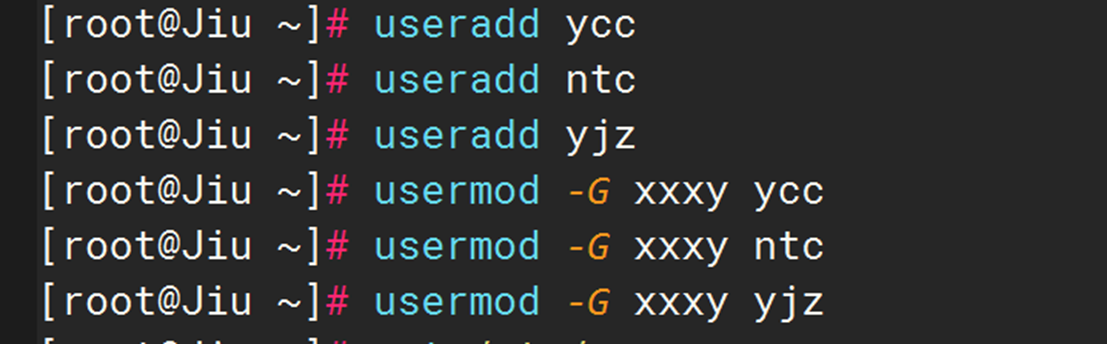 [root@Jiu ~]# useradd ycc
[root@Jiu ~]# useradd ntc
[root@Jiu ~]# useradd yjz
[root@Jiu ~]# usermod -G xxxy ycc
[root@Jiu ~]# usermod -G xxxy ntc
[root@Jiu ~]# usermod -G xxxy yjz